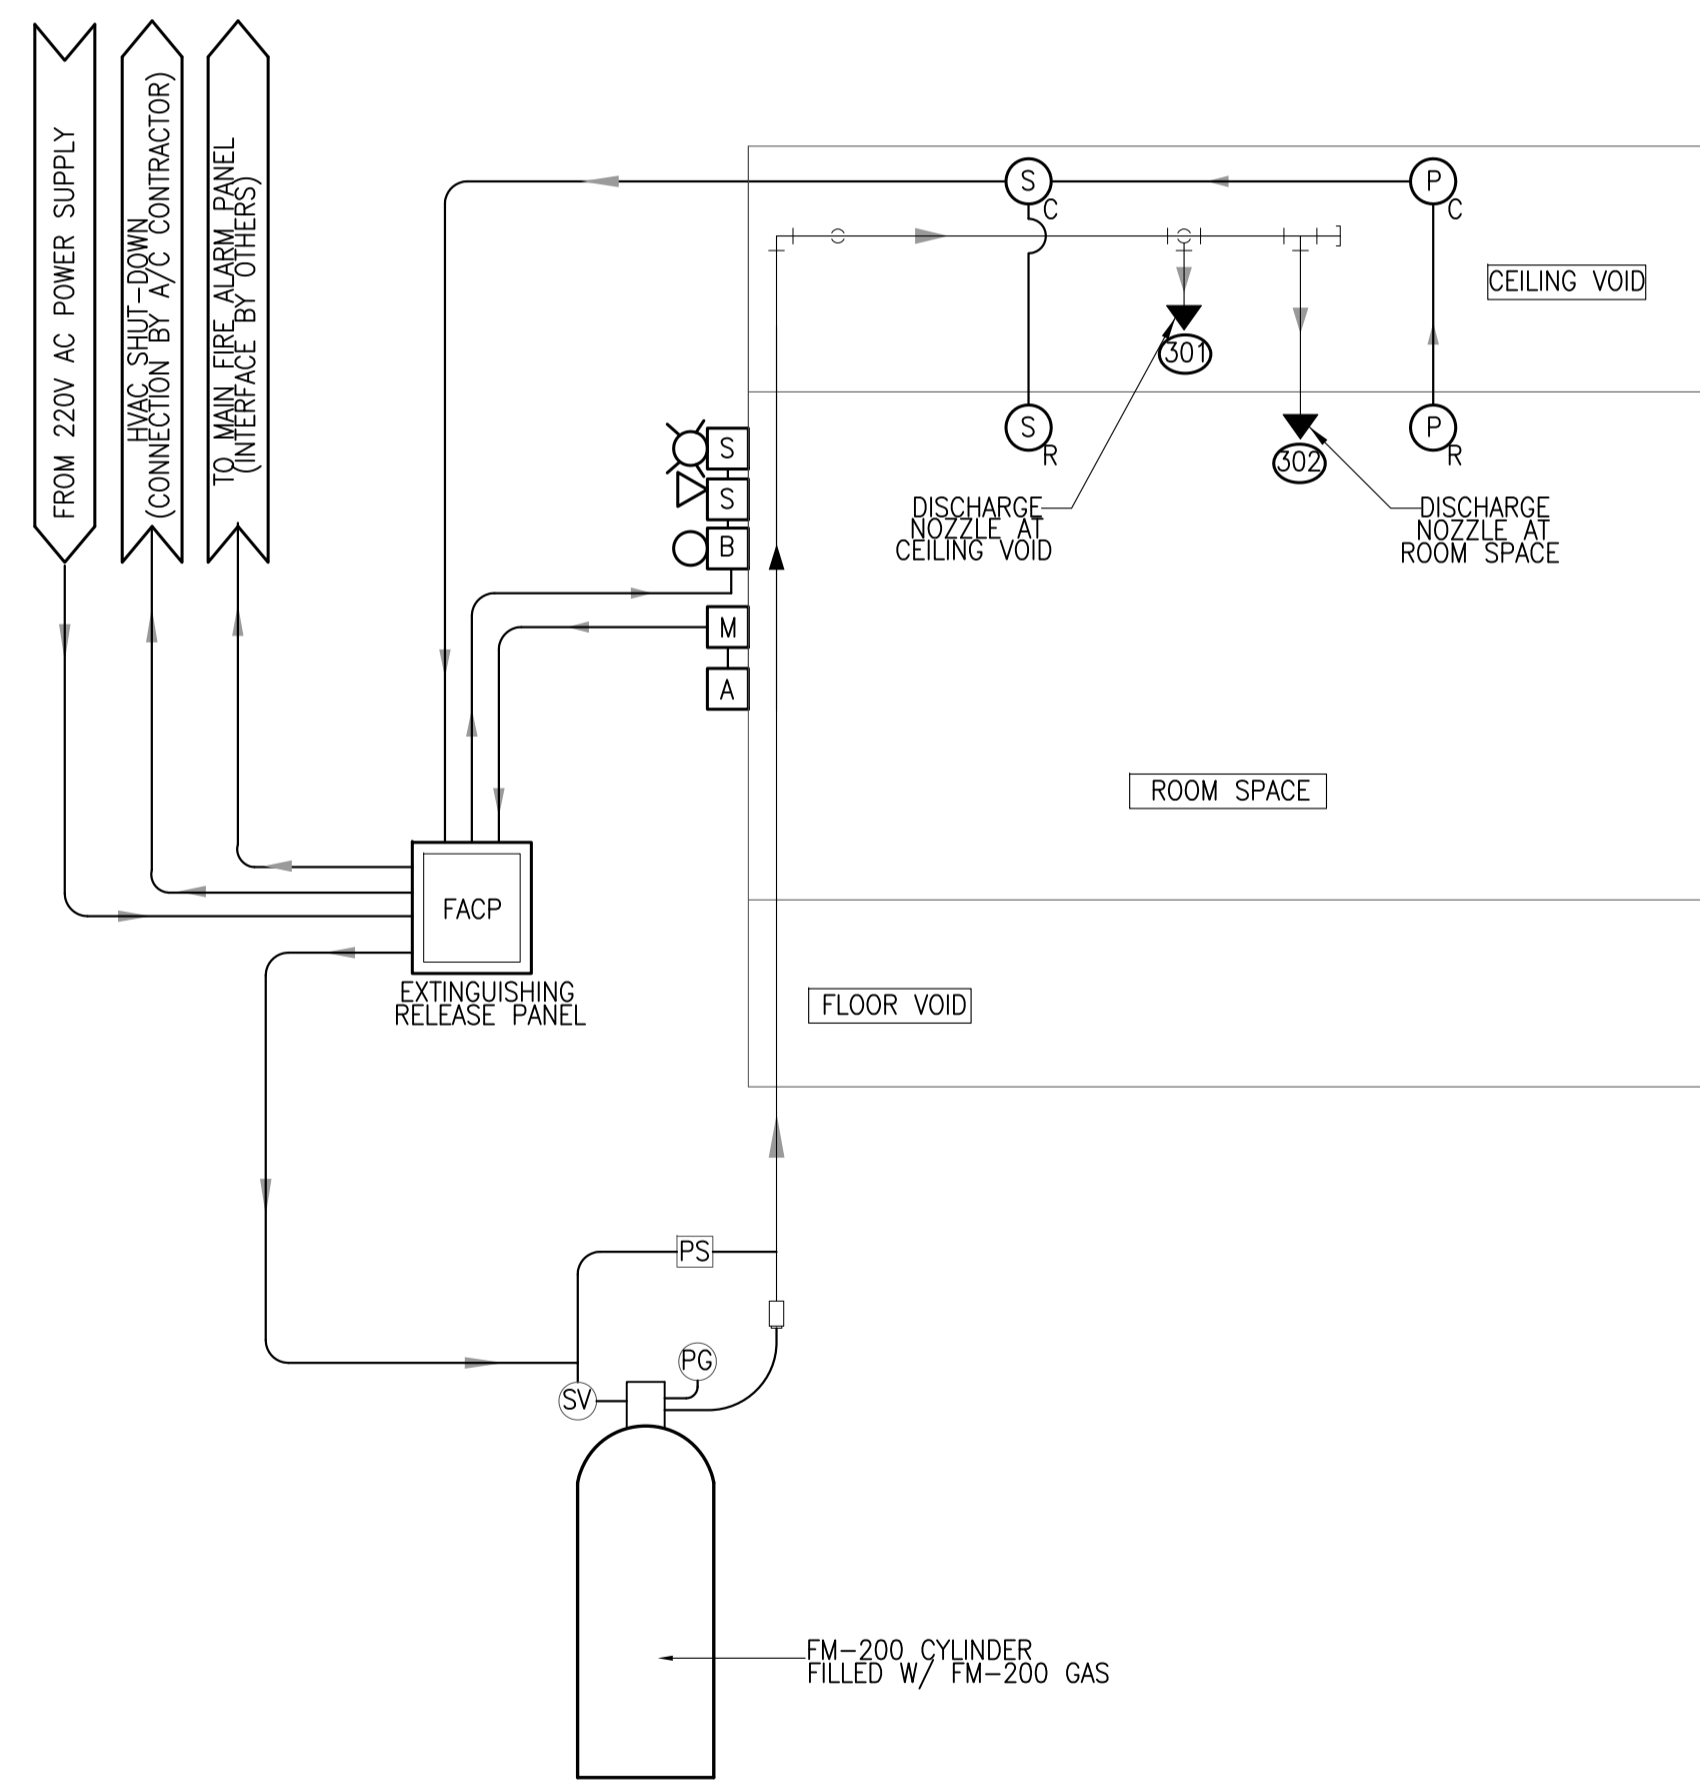 FROM 220V AC POWER SUPPLY
HVAC SHUT-DOWN
(CONNECTION BY A/C CONTRACTOR)
TO MAIN FIRE ALARM PANEL
(INTERFACE BY OTHERS)
S
C
P
C
CEILING VOID
301
S
R
302
P
R
S
S
B
M
A
DISCHARGE
NOZZLE AT
CEILING VOID
DISCHARGE
NOZZLE AT
ROOM SPACE
ROOM SPACE
FACP
EXTINGUISHING
RELEASE PANEL
FLOOR VOID
PS
PG
SV
FM-200 CYLINDER
FILLED W/ FM-200 GAS